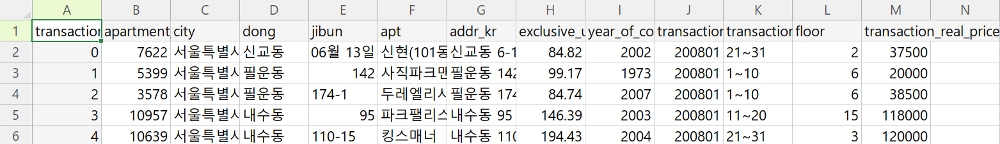 A B C D E F G H I J K L M N
1 transaction apartment_ city dong jibun apt addr_kr exclusive_u year_of_co transaction transaction floor transaction_real_price
2 0 7622 서울특별시 신교동 06월 13일 신현(101동 신교동 6-1 84.82 2002 200801 21~31 2 37500
3 1 5399 서울특별시 필운동 142 사직파크맨 필운동 142 99.17 1973 200801 1~10 6 20000
4 2 3578 서울특별시 필운동 174-1 두레엘리시 필운동 174 84.74 2007 200801 1~10 6 38500
5 3 10957 서울특별시 내수동 95 파크팰리스 내수동 95 146.39 2003 200801 11~20 15 118000
6 4 10639 서울특별시 내수동 110-15 킹스매너 내수동 110 194.43 2004 200801 21~31 3 120000